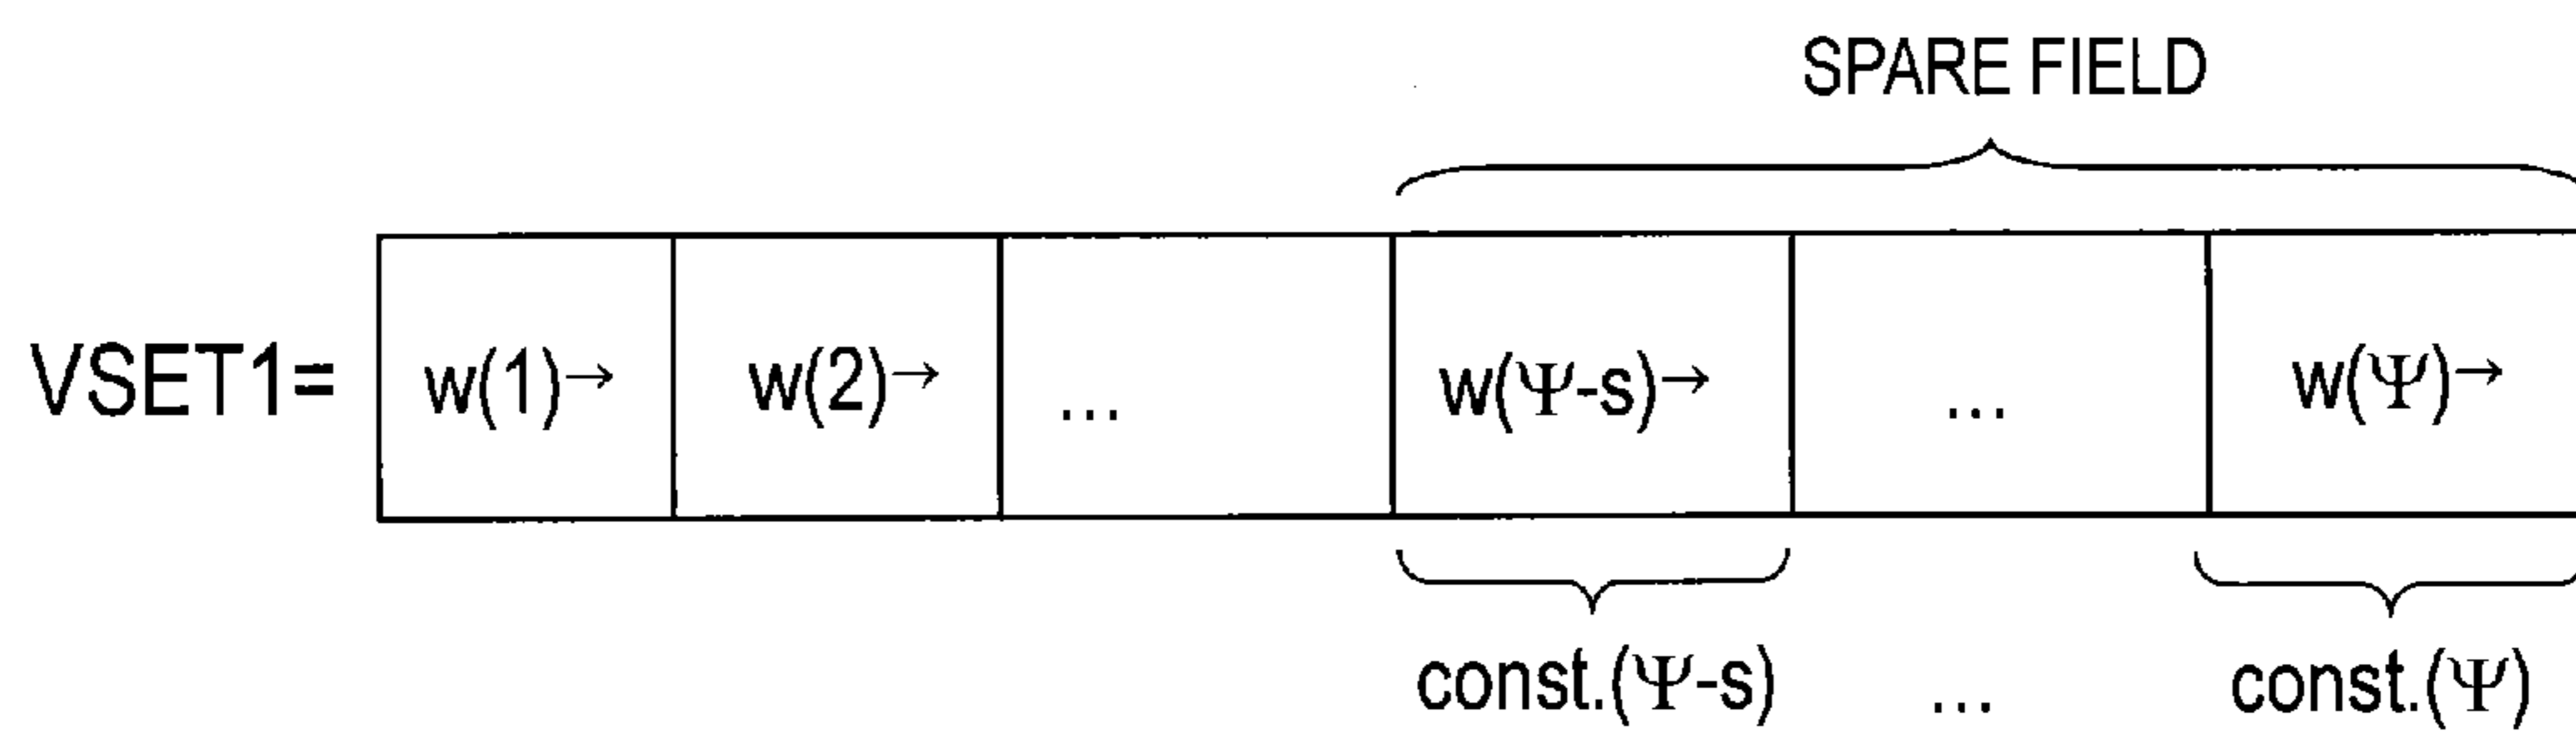 SPARE FIELD
VSET1= w(1)→ w(2)→ ... w(Ψ-s)→ ... w(Ψ)→
const.(Ψ-s) ... const.(Ψ)